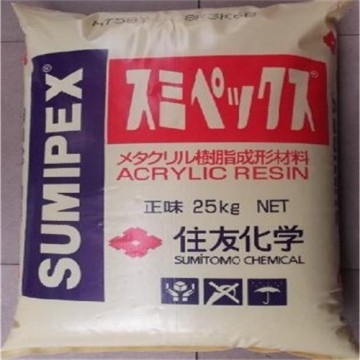 SUMIPEX®
スミペックス®
メタクリル樹脂成形材料
ACRYLIC RESIN
正味 25kg NET
住友化学
SUMITOMO CHEMICAL